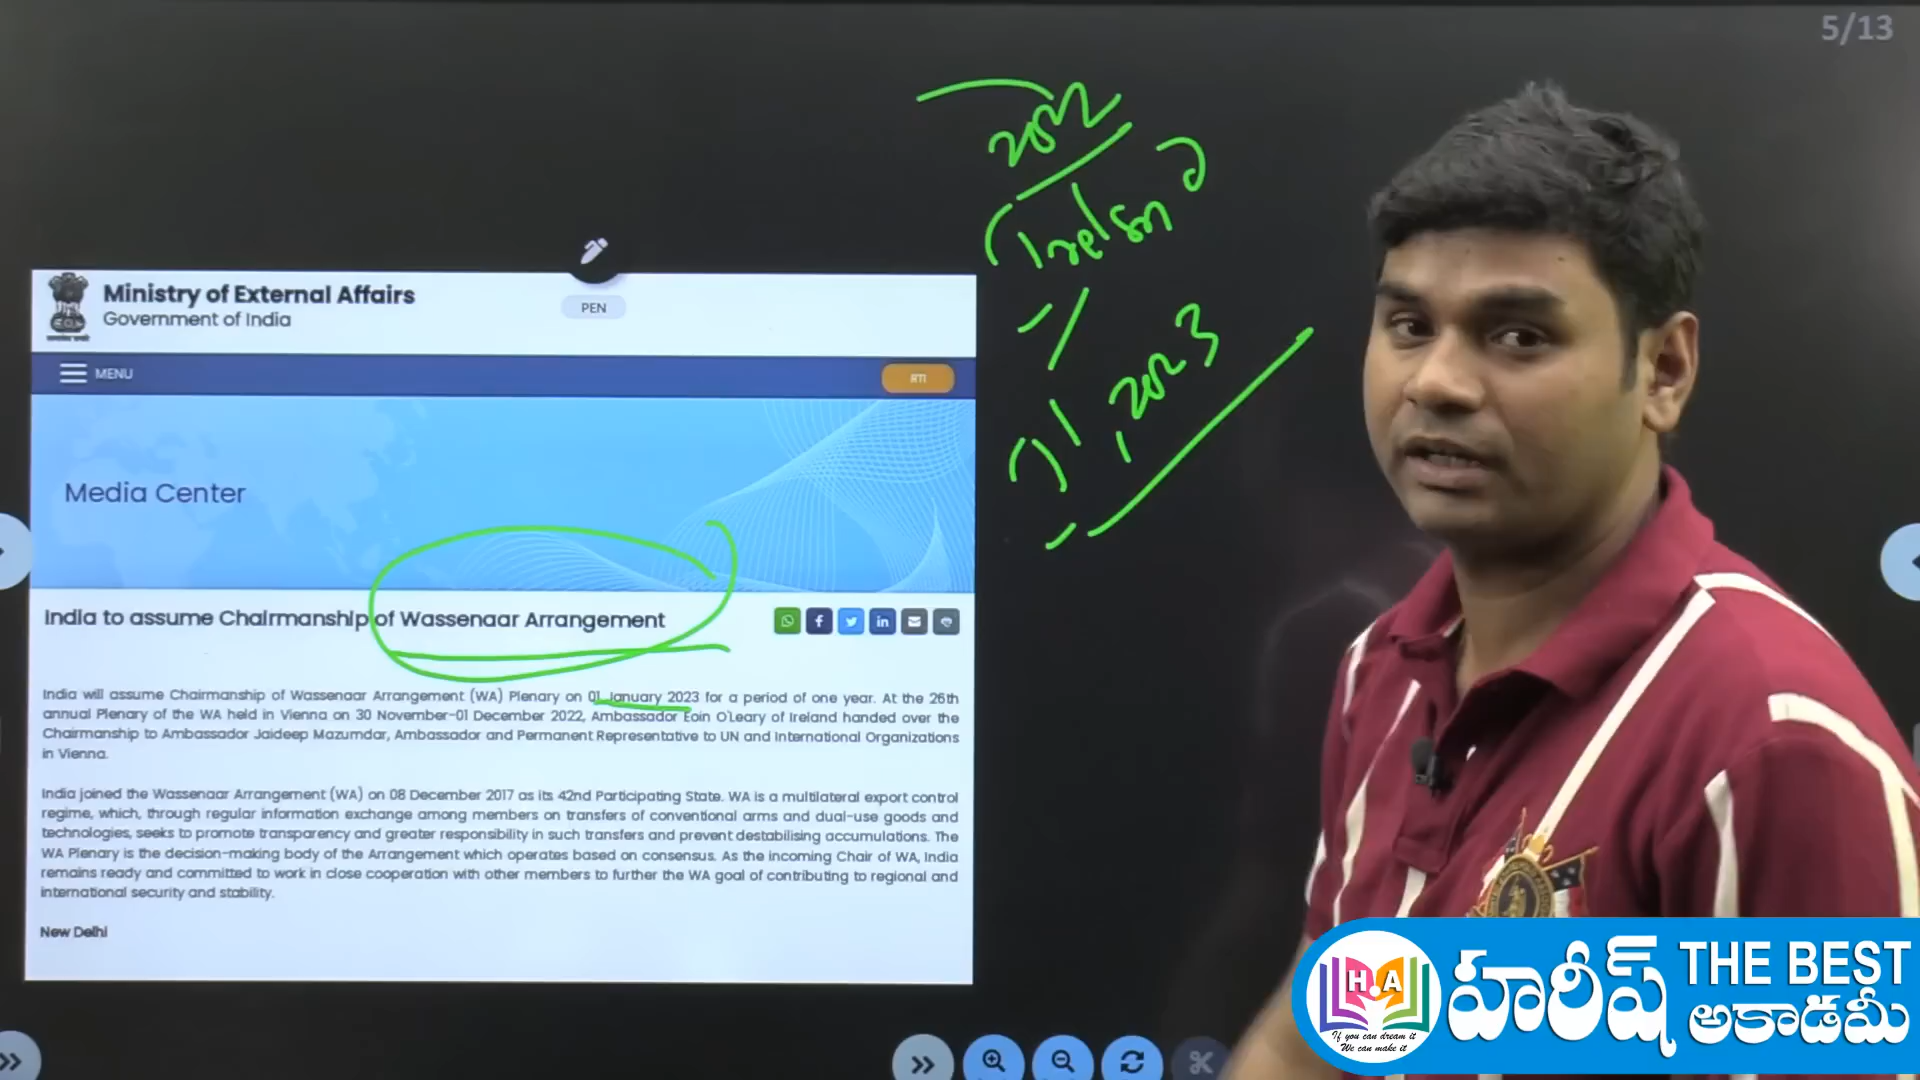 5/13
2022
Ireland
1, 2023
Ministry of External Affairs
Government of India
PEN
MENU
RTI
Media Center
India to assume Chairmanship of Wassenaar Arrangement
India will assume Chairmanship of Wassenaar Arrangement (WA) Plenary on 01 January 2023 for a period of one year. At the 26th
annual Plenary of the WA held in Vienna on 30 November-01 December 2022, Ambassador Eoin O'Leary of Ireland handed over the
Chairmanship to Ambassador Jaideep Mazumdar, Ambassador and Permanent Representative to UN and International Organizations
in Vienna.
India joined the Wassenaar Arrangement (WA) on 08 December 2017 as its 42nd Participating State. WA is a multilateral export control
regime, which, through regular information exchange among members on transfers of conventional arms and dual-use goods and
technologies, seeks to promote transparency and greater responsibility in such transfers and prevent destabilising accumulations. The
WA Plenary is the decision-making body of the Arrangement which operates based on consensus. As the incoming Chair of WA, India
remains ready and committed to work in close cooperation with other members to further the WA goal of contributing to regional and
international security and stability.
New Delhi
H.A
If you can dream it
We can make it
హరీష్ THE BEST
అకాడమీ